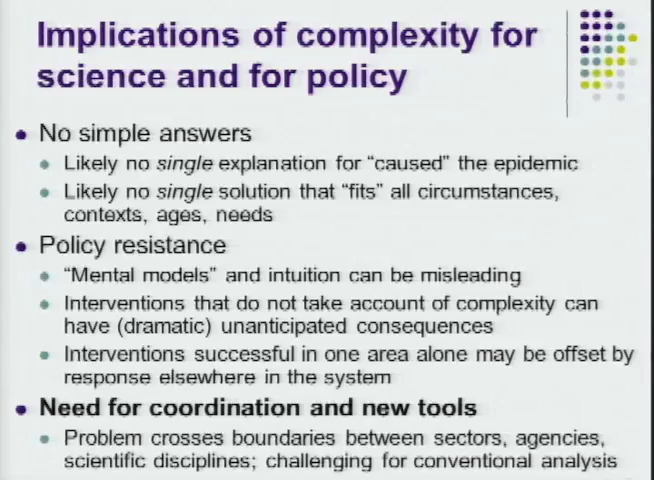 Implications of complexity for
science and for policy
No simple answers
Likely no single explanation for “caused” the epidemic
Likely no single solution that “fits” all circumstances,
contexts, ages, needs
Policy resistance
“Mental models” and intuition can be misleading
Interventions that do not take account of complexity can
have (dramatic) unanticipated consequences
Interventions successful in one area alone may be offset by
response elsewhere in the system
Need for coordination and new tools
Problem crosses boundaries between sectors, agencies,
scientific disciplines; challenging for conventional analysis